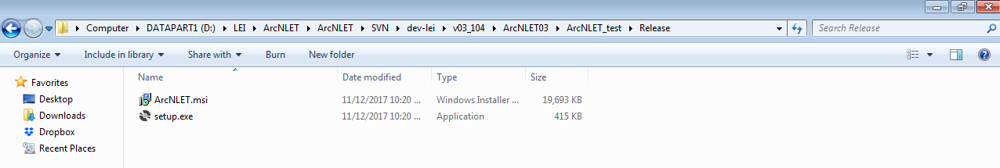 Computer ▸ DATAPART1 (D:) ▸ LEI ▸ ArcNLET ▸ ArcNLET ▸ SVN ▸ dev-lei ▸ v03_104 ▸ ArcNLET03 ▸ ArcNLET_test ▸ Release Search Release
Organize Include in library Share with Burn New folder
Name Date modified Type Size
Favorites
Desktop
Downloads
Dropbox
Recent Places
ArcNLET.msi 11/12/2017 10:20 ... Windows Installer ... 19,693 KB
setup.exe 11/12/2017 10:20 ... Application 415 KB